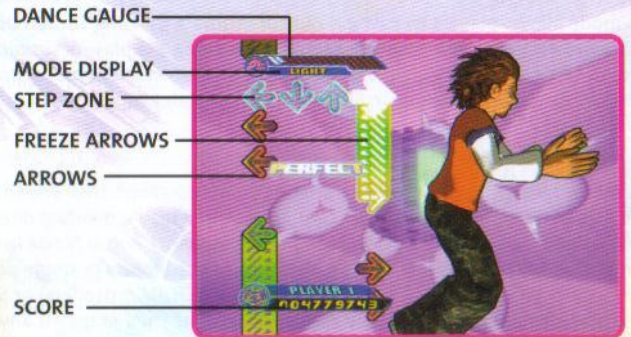 DANCE GAUGE
MODE DISPLAY
LIGHT
STEP ZONE
FREEZE ARROWS
PERFECT
ARROWS
PLAYER 1
SCORE
004779743